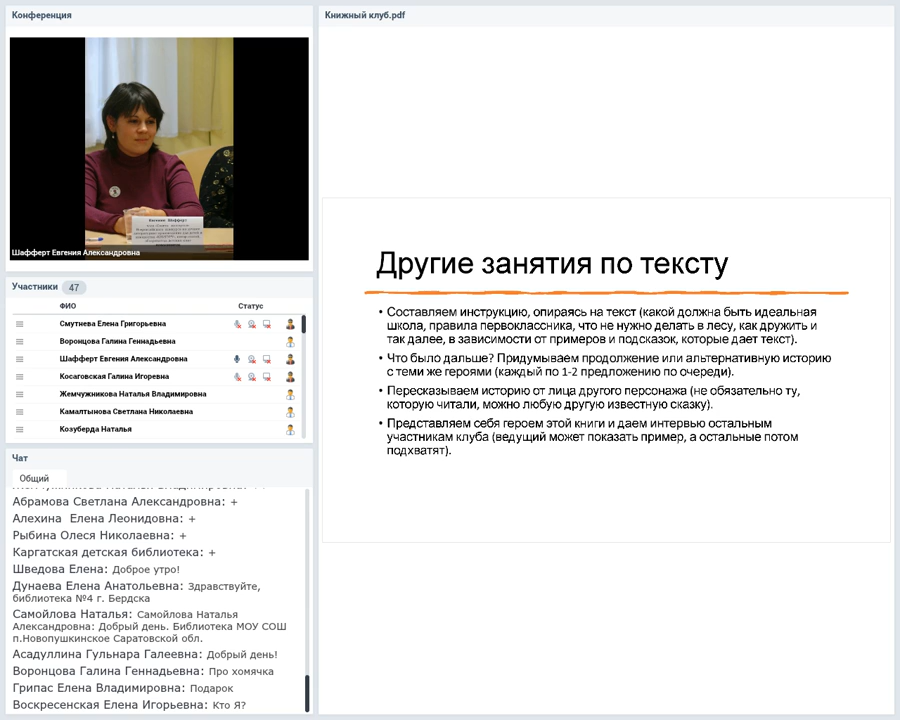 Конференция
Шафферт Евгения Александровна
Участники 47
ФИО Статус
Смутнева Елена Григорьевна
Воронцова Галина Геннадьевна
Шафферт Евгения Александровна
Косаговская Галина Игоревна
Жемчужникова Наталья Владимировна
Камалтынова Светлана Николаевна
Козуберда Наталья
Чат
Общий
Абрамова Светлана Александровна: +
Алехина Елена Леонидовна: +
Рыбина Олеся Николаевна: +
Каргатская детская библиотека: +
Шведова Елена: Доброе утро!
Дунаева Елена Анатольевна: Здравствуйте,
библиотека №4 г. Бердска
Самойлова Наталья: Самойлова Наталья
Александровна: Добрый день. Библиотека МОУ СОШ
п.Новопушкинское Саратовской обл.
Асадуллина Гульнара Галеевна: Добрый день!
Воронцова Галина Геннадьевна: Про хомячка
Грипас Елена Владимировна: Подарок
Воскресенская Елена Игорьевна: Кто Я?
Книжный клуб.pdf
Другие занятия по тексту
• Составляем инструкцию, опираясь на текст (какой должна быть идеальная
школа, правила первоклассника, что не нужно делать в лесу, как дружить и
так далее, в зависимости от примеров и подсказок, которые дает текст).
• Что было дальше? Придумываем продолжение или альтернативную историю
с теми же героями (каждый по 1-2 предложению по очереди).
• Пересказываем историю от лица другого персонажа (не обязательно ту,
которую читали, можно любую другую известную сказку).
• Представляем себя героем этой книги и даем интервью остальным
участникам клуба (ведущий может показать пример, а остальные потом
подхватят).